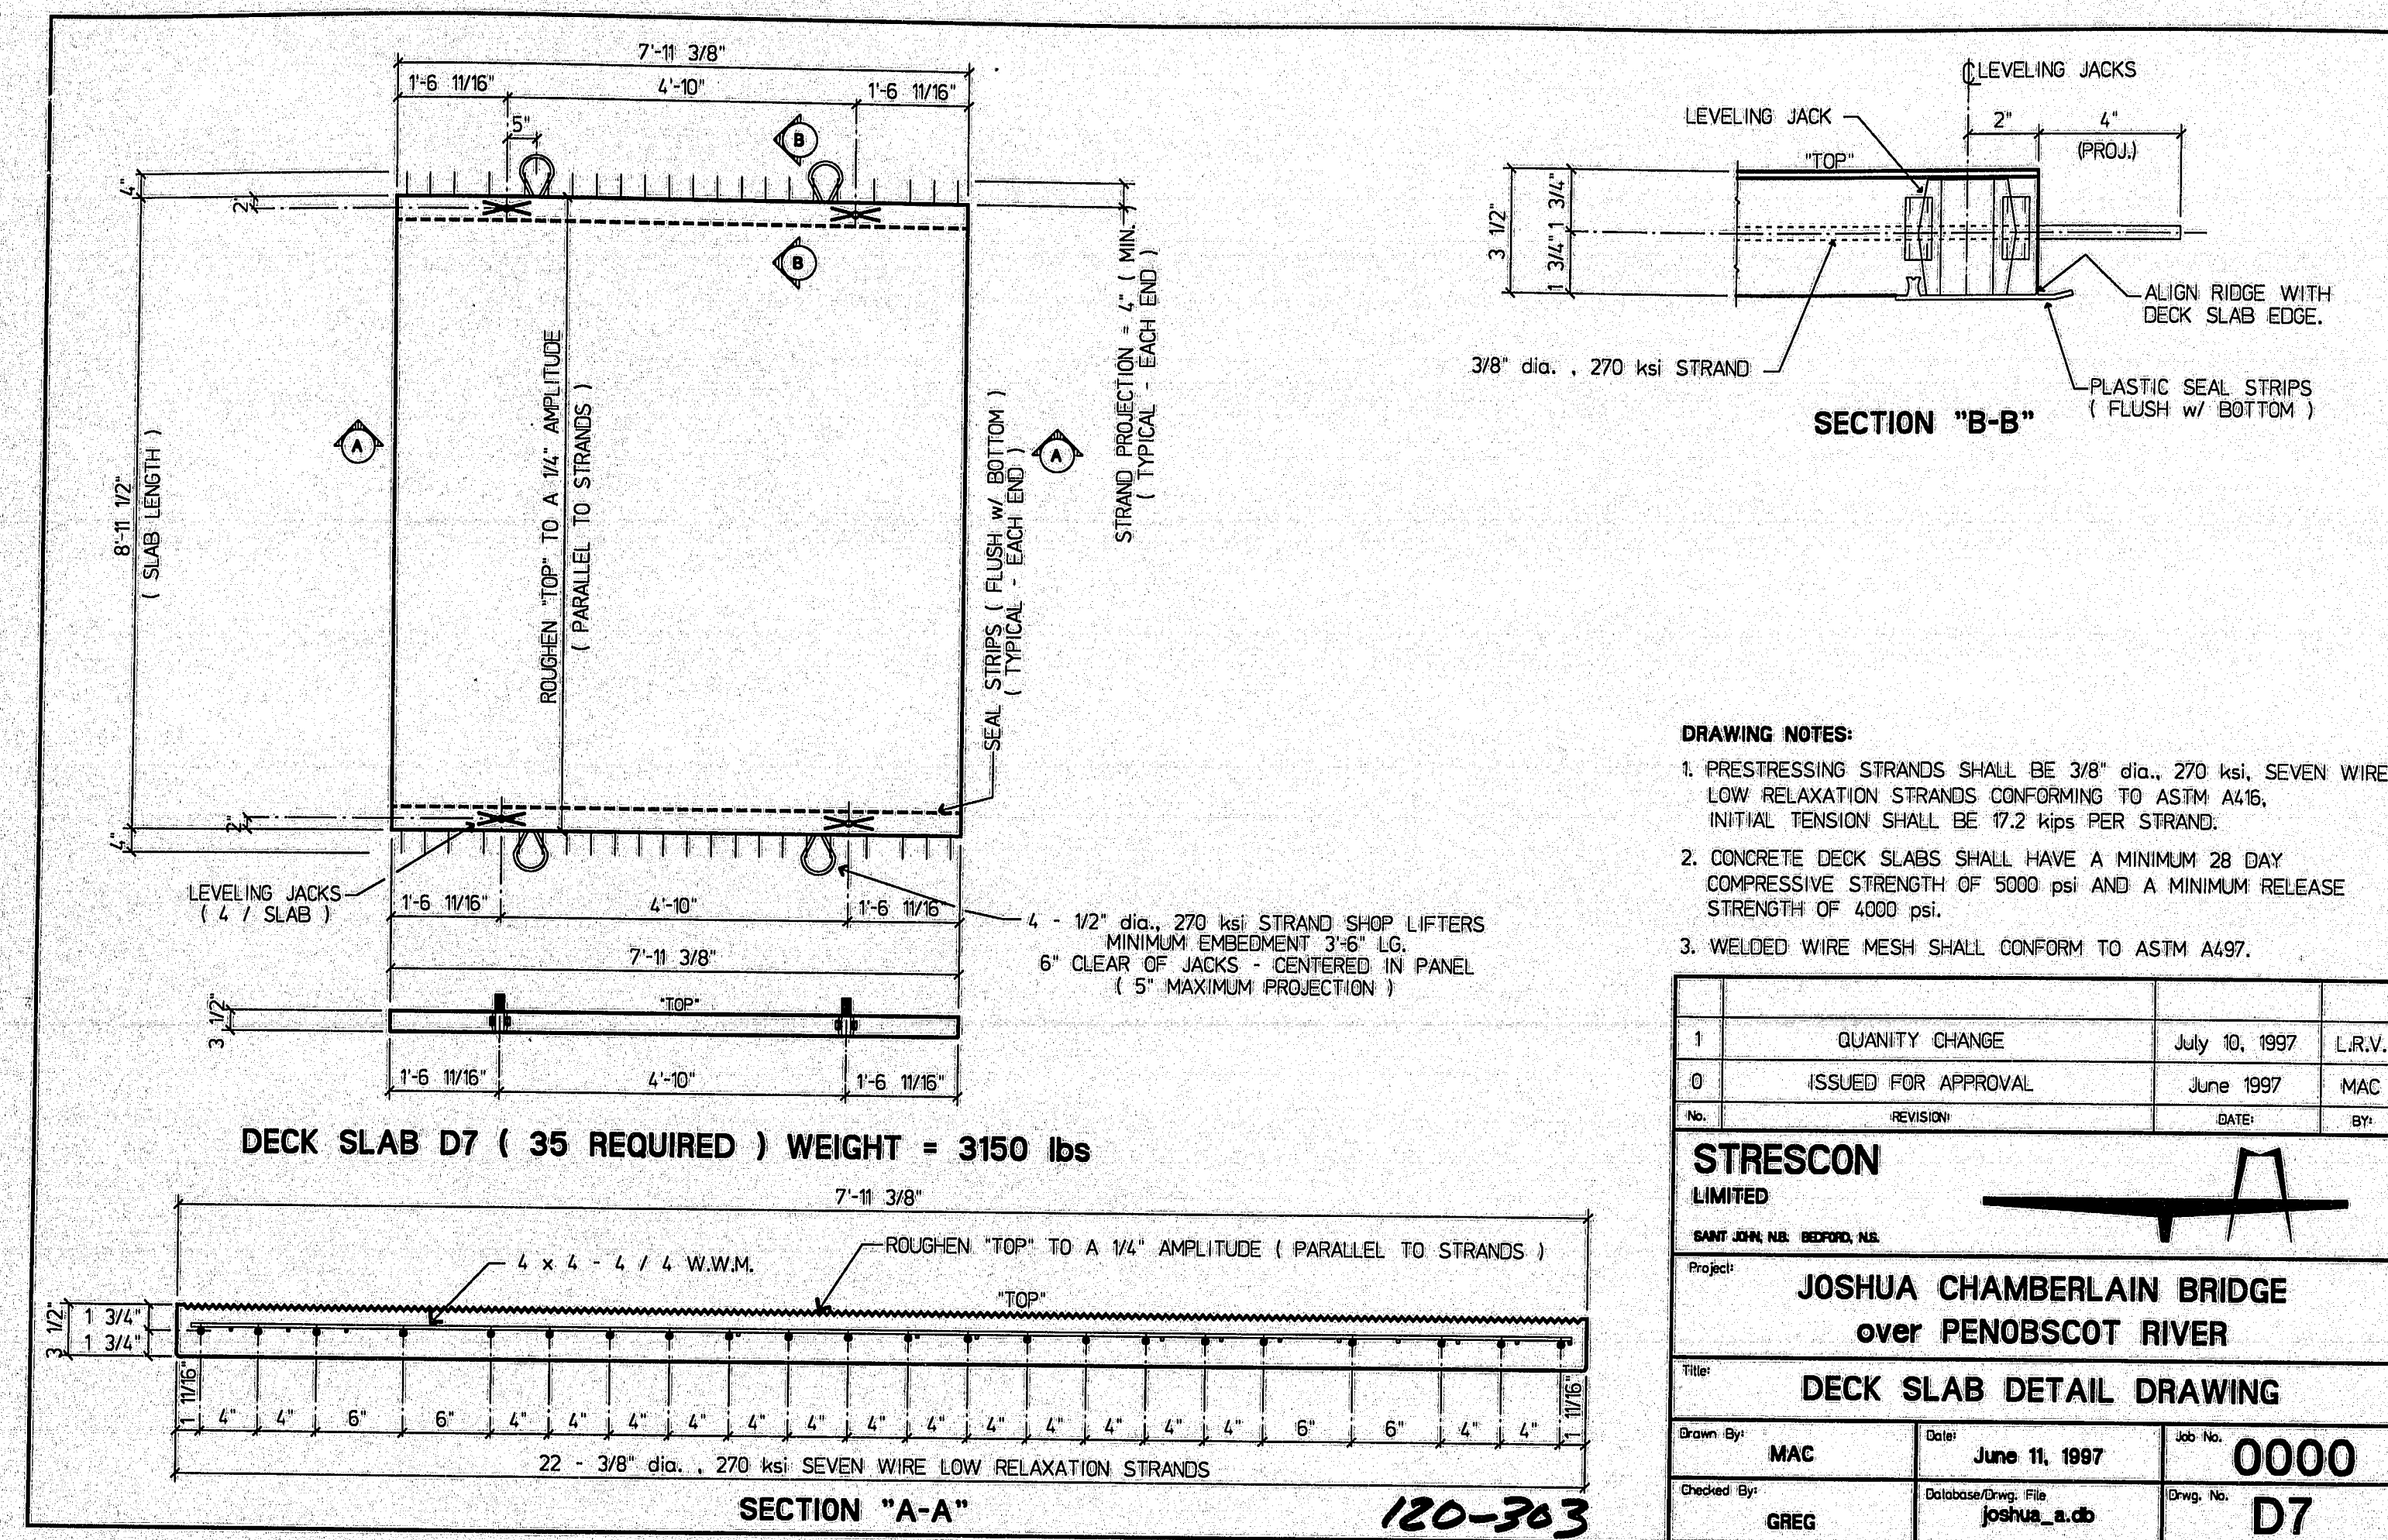 7'-11 3/8"
1'-6 11/16" 4'-10" 1'-6 11/16"
5"
B
4"
2"
B
8'-11 1/2"
( SLAB LENGTH )
A
ROUGHEN "TOP" TO A 1/4" AMPLITUDE
( PARALLEL TO STRANDS )
SEAL STRIPS ( FLUSH w/ BOTTOM )
( TYPICAL - EACH END )
A
STRAND PROJECTION = 4" ( MIN. )
( TYPICAL - EACH END )
2"
4"
LEVELING JACKS
( 4 / SLAB )
1'-6 11/16" 4'-10" 1'-6 11/16"
7'-11 3/8"
4 - 1/2" dia., 270 ksi STRAND SHOP LIFTERS
MINIMUM EMBEDMENT 3'-6" LG.
6" CLEAR OF JACKS - CENTERED IN PANEL
( 5" MAXIMUM PROJECTION )
3 1/2"
"TOP"
1'-6 11/16" 4'-10" 1'-6 11/16"
DECK SLAB D7 ( 35 REQUIRED ) WEIGHT = 3150 lbs
7'-11 3/8"
4 x 4 - 4 / 4 W.W.M.
ROUGHEN "TOP" TO A 1/4" AMPLITUDE ( PARALLEL TO STRANDS )
"TOP"
3 1/2"
1 3/4"
1 3/4"
1 11/16" 4" 4" 6" 6" 4" 4" 4" 4" 4" 4" 4" 4" 4" 4" 4" 4" 4" 6" 6" 4" 4" 1 11/16"
22 - 3/8" dia. , 270 ksi SEVEN WIRE LOW RELAXATION STRANDS
SECTION "A-A"
120-303
℄ LEVELING JACKS
LEVELING JACK
2" 4"
(PROJ.)
"TOP"
3 1/2"
1 3/4" 1 3/4"
ALIGN RIDGE WITH
DECK SLAB EDGE.
3/8" dia. , 270 ksi STRAND
PLASTIC SEAL STRIPS
( FLUSH w/ BOTTOM )
SECTION "B-B"
DRAWING NOTES:
1. PRESTRESSING STRANDS SHALL BE 3/8" dia., 270 ksi, SEVEN WIRE
LOW RELAXATION STRANDS CONFORMING TO ASTM A416,
INITIAL TENSION SHALL BE 17.2 kips PER STRAND.
2. CONCRETE DECK SLABS SHALL HAVE A MINIMUM 28 DAY
COMPRESSIVE STRENGTH OF 5000 psi AND A MINIMUM RELEASE
STRENGTH OF 4000 psi.
3. WELDED WIRE MESH SHALL CONFORM TO ASTM A497.
1 QUANITY CHANGE July 10, 1997 L.R.V.
0 ISSUED FOR APPROVAL June 1997 MAC
No. REVISION: DATE: BY:
STRESCON
LIMITED
SAINT JOHN, N.B. BEDFORD, N.S.
Project:
JOSHUA CHAMBERLAIN BRIDGE
over PENOBSCOT RIVER
Title:
DECK SLAB DETAIL DRAWING
Drawn By: Date: Job No.
MAC June 11, 1997 0000
Checked By: Database/Drwg. File Drwg. No.
GREG joshua_a.db D7